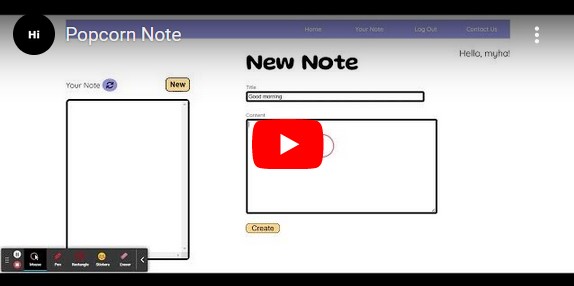 Hi
Popcorn Note
Home Your Note Log Out Contact Us
Hello, myha!
New Note
Your Note
New
Title
Good morning
Content
Create
Mouse Pen Rectangle Stickers Eraser